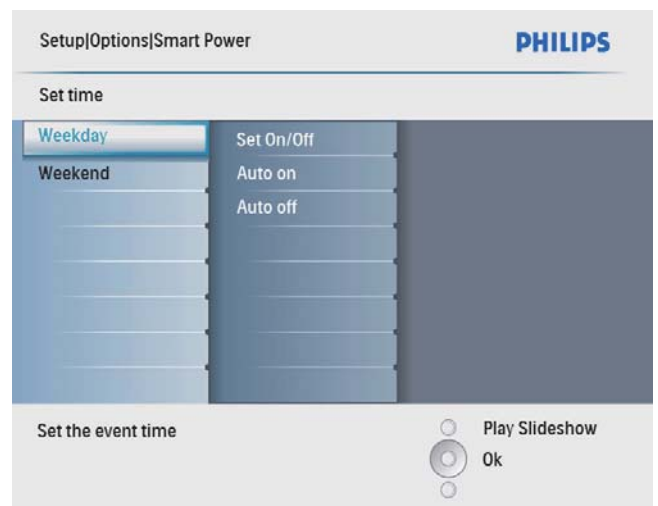 Setup|Options|Smart Power
PHILIPS
Set time
Weekday
Set On/Off
Weekend
Auto on
Auto off
Set the event time
Play Slideshow
Ok